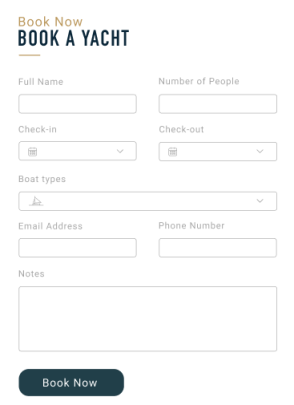 Book Now
BOOK A YACHT
Full Name
Number of People
Check-in
Check-out
Boat types
Email Address
Phone Number
Notes
Book Now